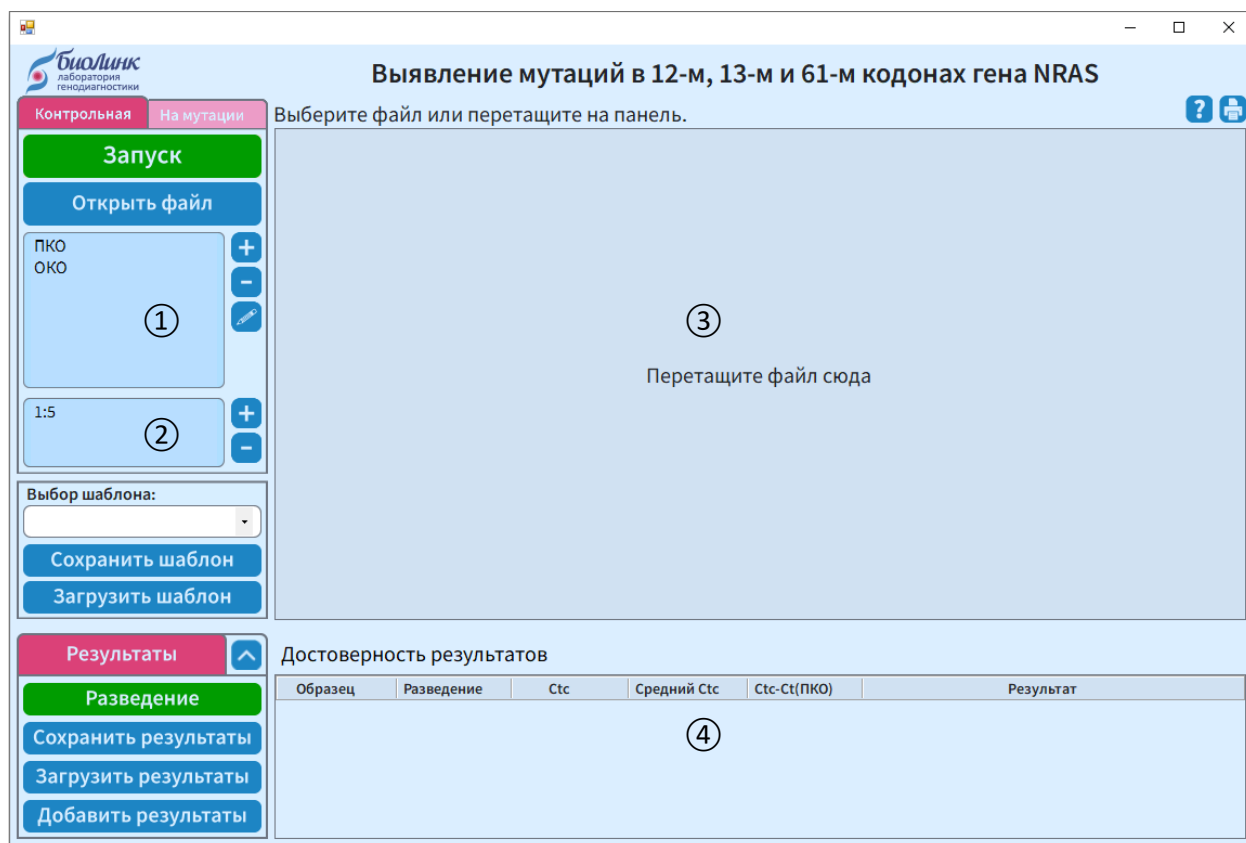 биоЛинк
лаборатория
генодиагностики
Выявление мутаций в 12-м, 13-м и 61-м кодонах гена NRAS
Контрольная
На мутации
Выберите файл или перетащите на панель.
?
Запуск
Открыть файл
ПКО
ОКО
+
-
①
③
Перетащите файл сюда
1:5
+
-
②
Выбор шаблона:
Сохранить шаблон
Загрузить шаблон
Результаты
Достоверность результатов
Образец Разведение Ctc Средний Ctc Ctc-Ct(ПКО) Результат
Разведение
④
Сохранить результаты
Загрузить результаты
Добавить результаты